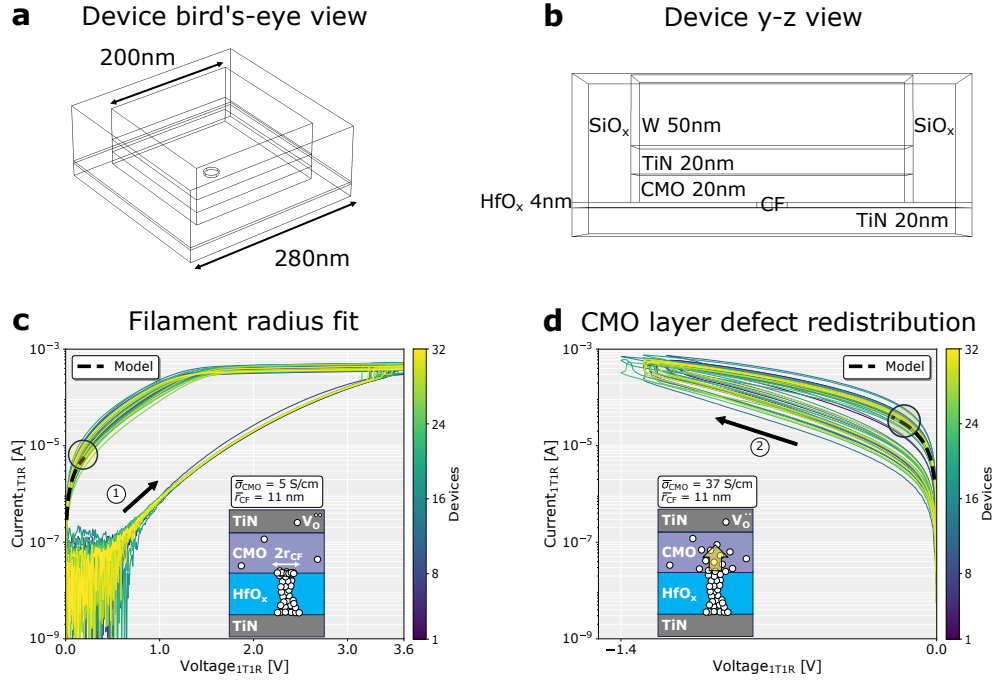 a Device bird's-eye view
200nm
280nm
b Device y-z view
SiOₓ
SiOₓ
W 50nm
TiN 20nm
CMO 20nm
HfOₓ 4nm
CF
TiN 20nm
c Filament radius fit
Model
Current₁T₁R [A]
10⁻³
10⁻⁵
10⁻⁷
10⁻⁹
1
σ̅CMO = 5 S/cm
r̅CF = 11 nm
TiN
V_Ö
CMO
2rCF
HfOₓ
TiN
0.0 1.0 2.0 3.0 3.6
Voltage1T1R [V]
32
24
16
8
1
Devices
d CMO layer defect redistribution
Model
Current1T1R [A]
10⁻³
10⁻⁵
10⁻⁷
10⁻⁹
2
σ̅CMO = 37 S/cm
r̅CF = 11 nm
TiN
V_Ö
CMO
HfOₓ
TiN
−1.4 0.0
Voltage1T1R [V]
32
24
16
8
1
Devices